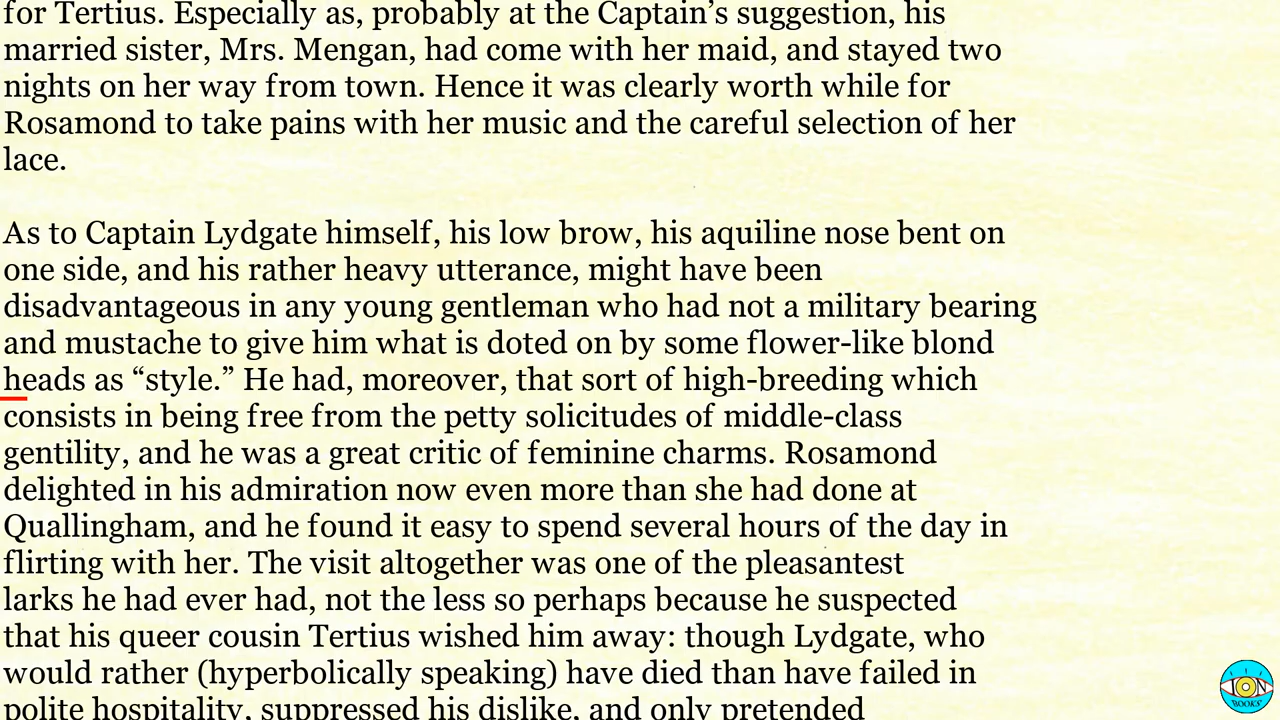 for Tertius. Especially as, probably at the Captain’s suggestion, his
married sister, Mrs. Mengan, had come with her maid, and stayed two
nights on her way from town. Hence it was clearly worth while for
Rosamond to take pains with her music and the careful selection of her
lace.
As to Captain Lydgate himself, his low brow, his aquiline nose bent on
one side, and his rather heavy utterance, might have been
disadvantageous in any young gentleman who had not a military bearing
and mustache to give him what is doted on by some flower-like blond
heads as “style.” He had, moreover, that sort of high-breeding which
consists in being free from the petty solicitudes of middle-class
gentility, and he was a great critic of feminine charms. Rosamond
delighted in his admiration now even more than she had done at
Quallingham, and he found it easy to spend several hours of the day in
flirting with her. The visit altogether was one of the pleasantest
larks he had ever had, not the less so perhaps because he suspected
that his queer cousin Tertius wished him away: though Lydgate, who
would rather (hyperbolically speaking) have died than have failed in
polite hospitality, suppressed his dislike, and only pretended
ION
BOOKS